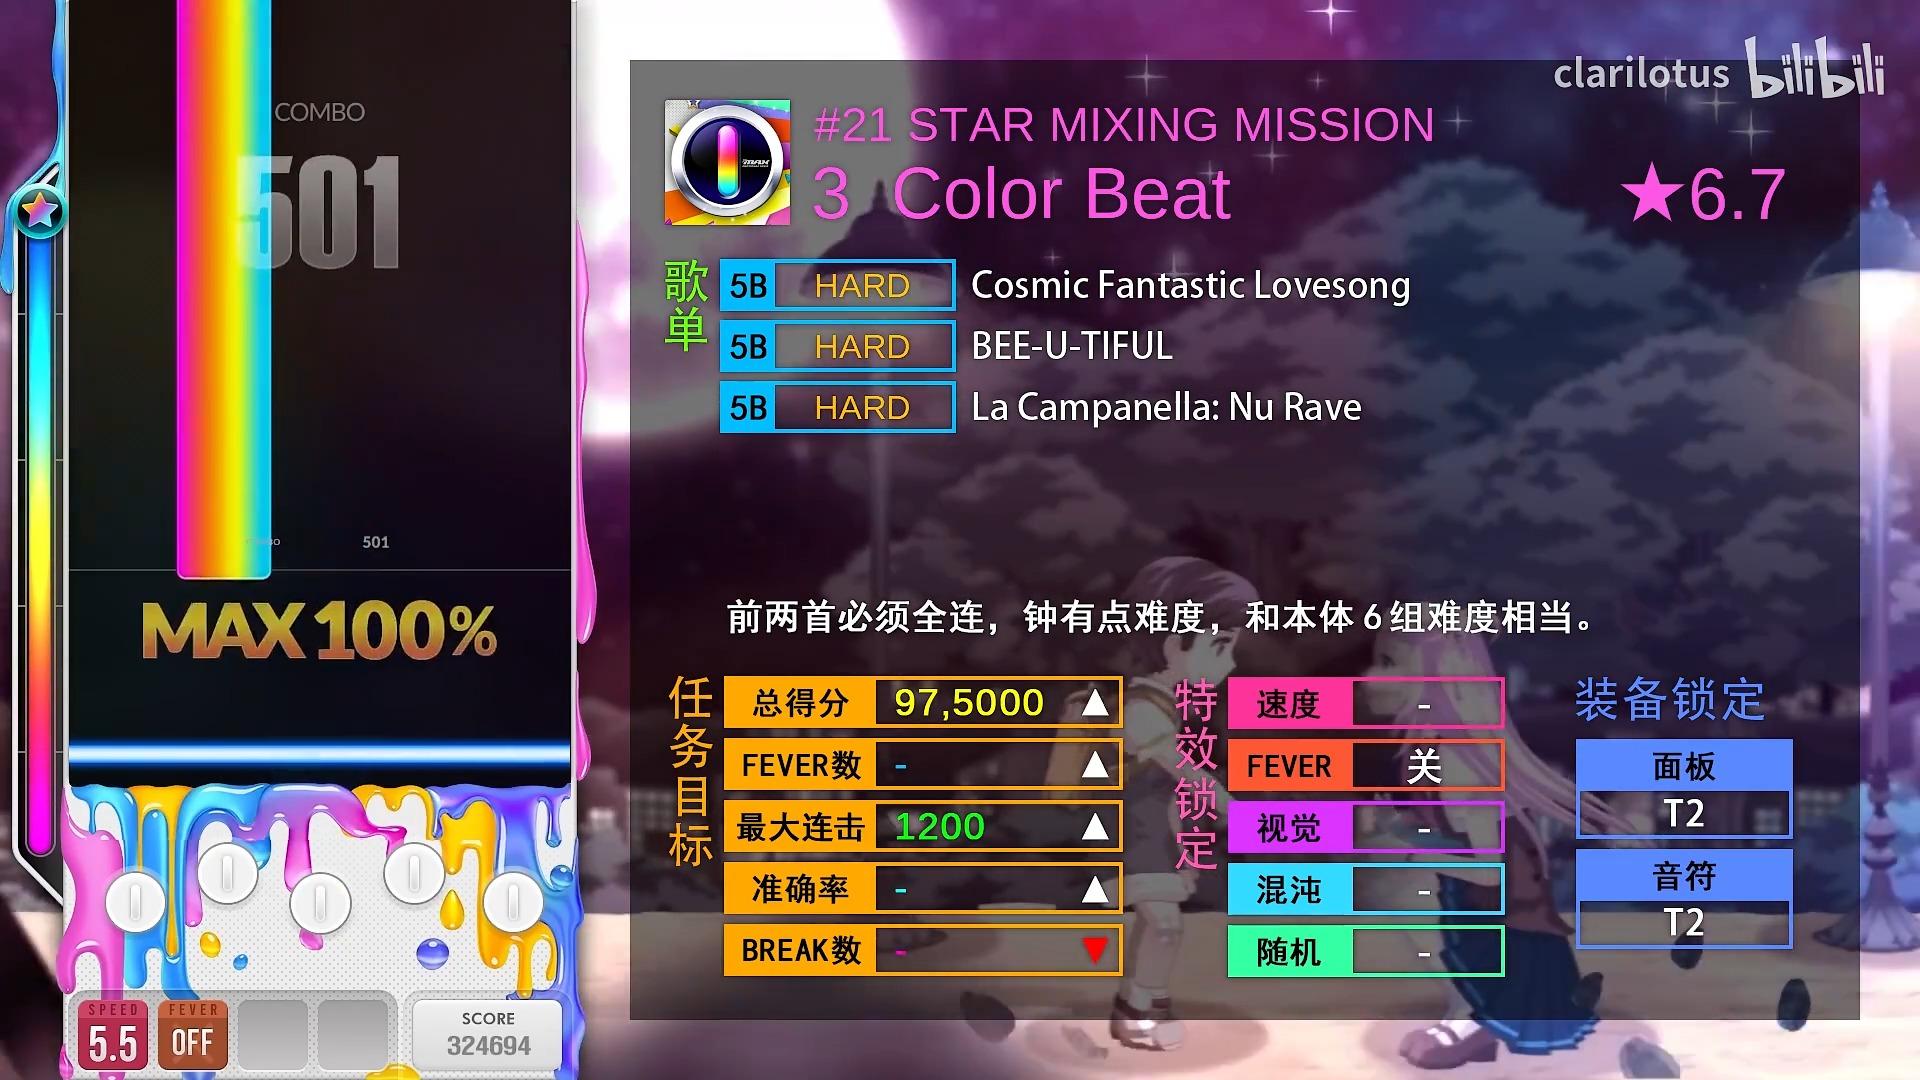 COMBO
501
501
MAX 100%
SPEED
5.5
FEVER
OFF
SCORE
324694
clarilotus bilibili
#21 STAR MIXING MISSION
3 Color Beat
★6.7
歌单
5B HARD Cosmic Fantastic Lovesong
5B HARD BEE-U-TIFUL
5B HARD La Campanella: Nu Rave
前两首必须全连，钟有点难度，和本体6组难度相当。
任务目标
总得分 97,5000 ▲
FEVER数 - ▲
最大连击 1200 ▲
准确率 - ▲
BREAK数 - ▼
特效锁定
速度 -
FEVER 关
视觉 -
混沌 -
随机 -
装备锁定
面板
T2
音符
T2